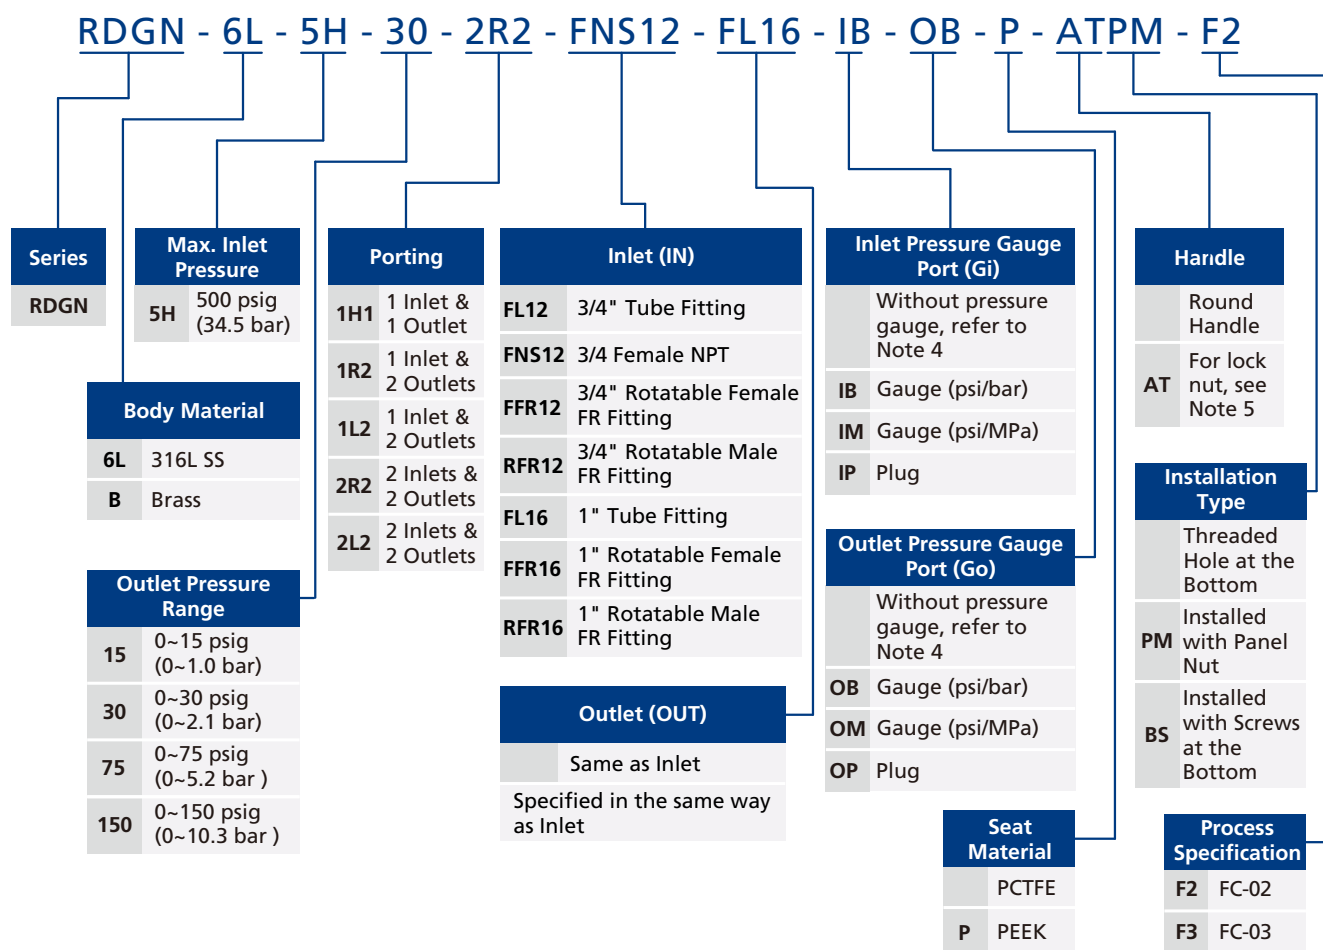 RDGN - 6L - 5H - 30 - 2R2 - FNS12 - FL16 - IB - OB - P - ATPM - F2
Series
RDGN
Max. Inlet
Pressure
5H
500 psig
(34.5 bar)
Body Material
6L 316L SS
B Brass
Outlet Pressure
Range
15
0~15 psig
(0~1.0 bar)
30
0~30 psig
(0~2.1 bar)
75
0~75 psig
(0~5.2 bar )
150
0~150 psig
(0~10.3 bar )
Porting
1H1
1 Inlet &
1 Outlet
1R2
1 Inlet &
2 Outlets
1L2
1 Inlet &
2 Outlets
2R2
2 Inlets &
2 Outlets
2L2
2 Inlets &
2 Outlets
Inlet (IN)
FL12 3/4" Tube Fitting
FNS12 3/4 Female NPT
FFR12
3/4" Rotatable Female
FR Fitting
RFR12
3/4" Rotatable Male
FR Fitting
FL16 1" Tube Fitting
FFR16
1" Rotatable Female
FR Fitting
RFR16
1" Rotatable Male
FR Fitting
Outlet (OUT)
Same as Inlet
Specified in the same way
as Inlet
Inlet Pressure Gauge
Port (Gi)
Without pressure
gauge, refer to
Note 4
IB Gauge (psi/bar)
IM Gauge (psi/MPa)
IP Plug
Outlet Pressure Gauge
Port (Go)
Without pressure
gauge, refer to
Note 4
OB Gauge (psi/bar)
OM Gauge (psi/MPa)
OP Plug
Seat
Material
PCTFE
P PEEK
Handle
Round
Handle
AT
For lock
nut, see
Note 5
Installation
Type
Threaded
Hole at the
Bottom
PM
Installed
with Panel
Nut
BS
Installed
with Screws
at the
Bottom
Process
Specification
F2 FC-02
F3 FC-03